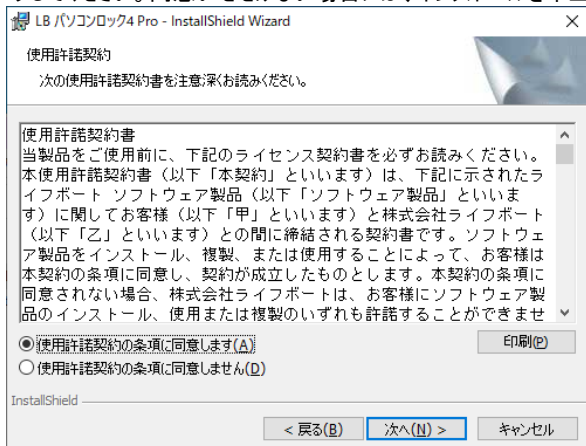 LB パソコンロック4 Pro - InstallShield Wizard
使用許諾契約
次の使用許諾契約書を注意深くお読みください。
使用許諾契約書
当製品をご使用前に、下記のライセンス契約書を必ずお読みください。
本使用許諾契約書（以下「本契約」といいます）は、下記に示されたラ
イフボート ソフトウェア製品（以下「ソフトウェア製品」といいま
す）に関してお客様（以下「甲」といいます）と株式会社ライフボート
（以下「乙」といいます）との間に締結される契約書です。ソフトウェ
ア製品をインストール、複製、または使用することによって、お客様は
本契約の条項に同意し、契約が成立したものとします。本契約の条項に
同意されない場合、株式会社ライフボートは、お客様にソフトウェア製
品のインストール、使用または複製のいずれも許諾することができませ
使用許諾契約の条項に同意します(A)
印刷(P)
使用許諾契約の条項に同意しません(D)
InstallShield
< 戻る(B)
次へ(N) >
キャンセル